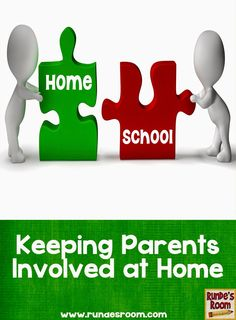 Home
SCHOOL
Keeping Parents
Involved at Home
www.rundesroom.com
Runde's
Room